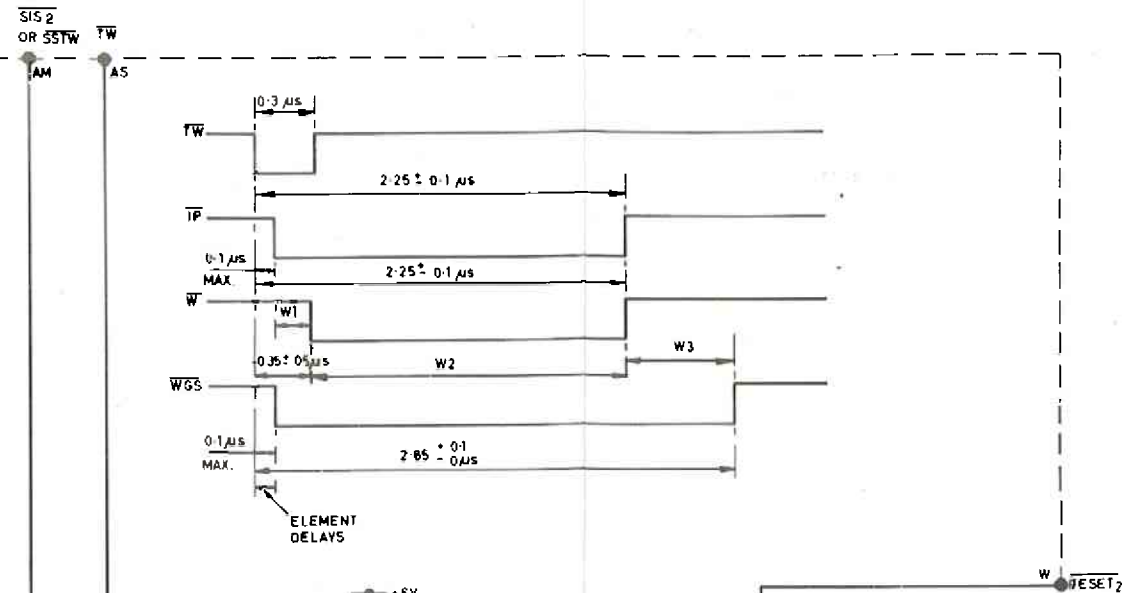 SIS 2
OR SSTW
TW
AM
AS
0·3 µs
TW
2·25 ± 0·1 µs
IP
0·1 µs
MAX.
2·25 ± 0·1 µs
W
W1
W3
0·35 ± ·05 µs
W2
WGS
0·1 µs
MAX.
2·85 + 0·1
- 0 µs
ELEMENT
DELAYS
W